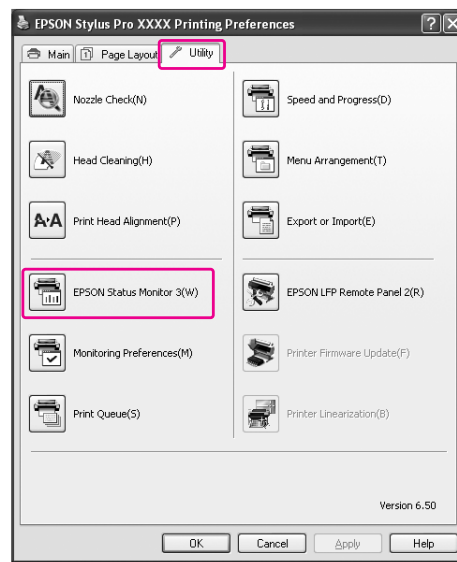 EPSON Stylus Pro XXXX Printing Preferences
Main Page Layout Utility
Nozzle Check(N)
Speed and Progress(D)
Head Cleaning(H)
Menu Arrangement(T)
Print Head Alignment(P)
Export or Import(E)
EPSON Status Monitor 3(W)
EPSON LFP Remote Panel 2(R)
Monitoring Preferences(M)
Printer Firmware Update(F)
Print Queue(S)
Printer Linearization(B)
Version 6.50
OK Cancel Apply Help